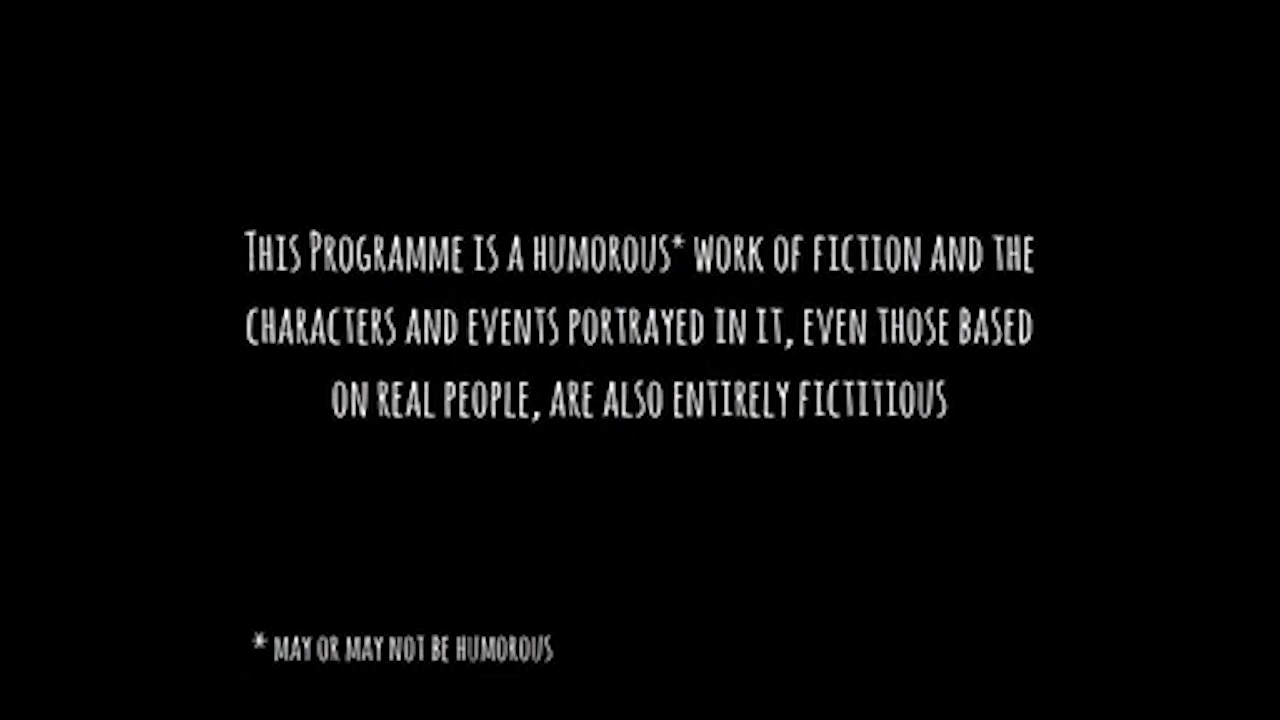 This Programme is a humorous* work of fiction and the
characters and events portrayed in it, even those based
on real people, are also entirely fictitious
* may or may not be humorous